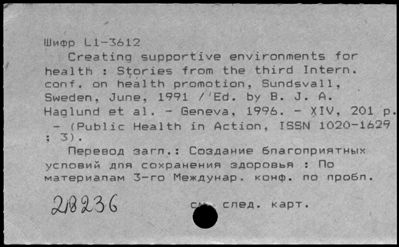 Шифр L1-3612
Creating supportive environments for
health : Stories from the third Intern.
conf. on health promotion, Sundsvall,
Sweden, June, 1991 / Ed. by B. J. A.
Haglund et al. - Geneva, 1996. - XIV, 201 p.
- (Public Health in Action, ISSN 1020-1629
; 3).
Перевод загл.: Создание благоприятных
условий для сохранения здоровья : По
материалам 3-го Междунар. конф. по пробл.
218236
см. след. карт.